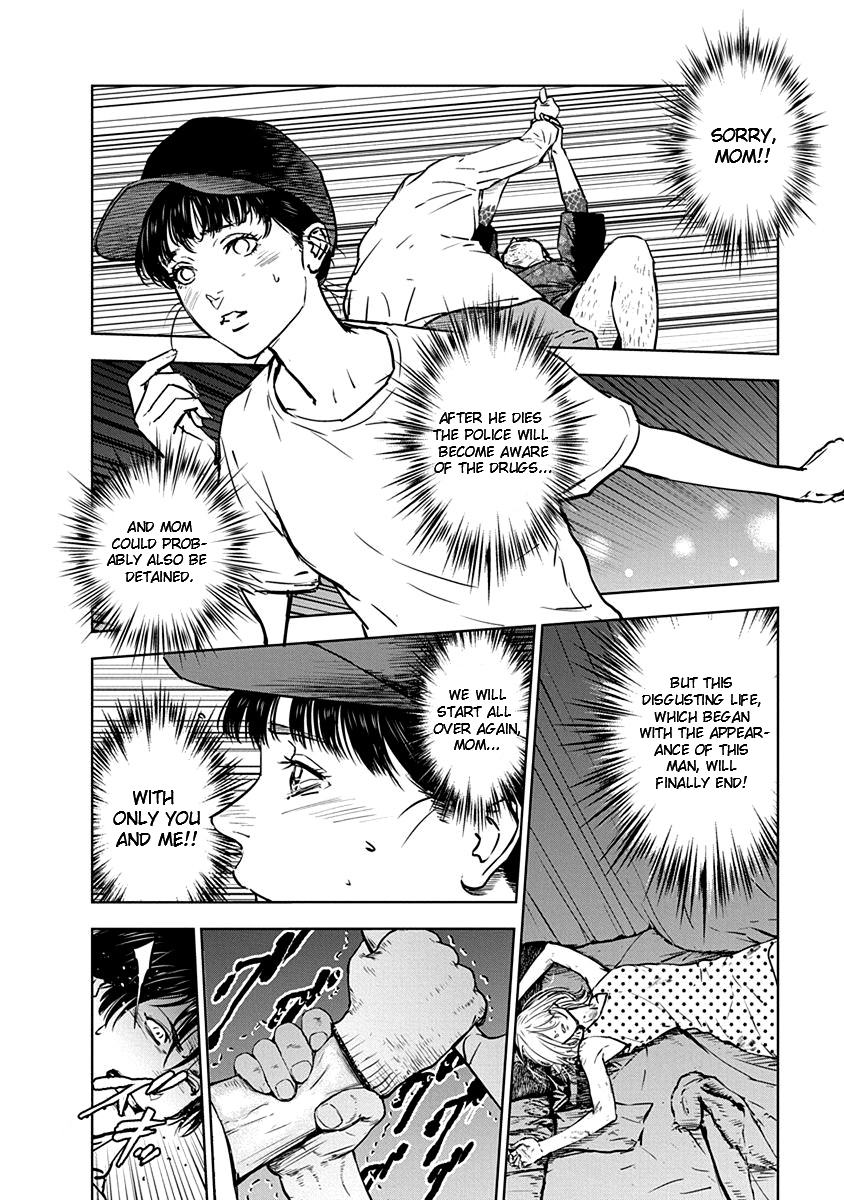 SORRY,
MOM!!
AFTER HE DIES
THE POLICE WILL
BECOME AWARE
OF THE DRUGS...
AND MOM
COULD PROB-
ABLY ALSO BE
DETAINED.
BUT THIS
DISGUSTING LIFE,
WHICH BEGAN
WITH THE APPEAR-
ANCE OF THIS
MAN, WILL
FINALLY END!
WE WILL
START ALL
OVER AGAIN,
MOM...
WITH
ONLY YOU
AND ME!!